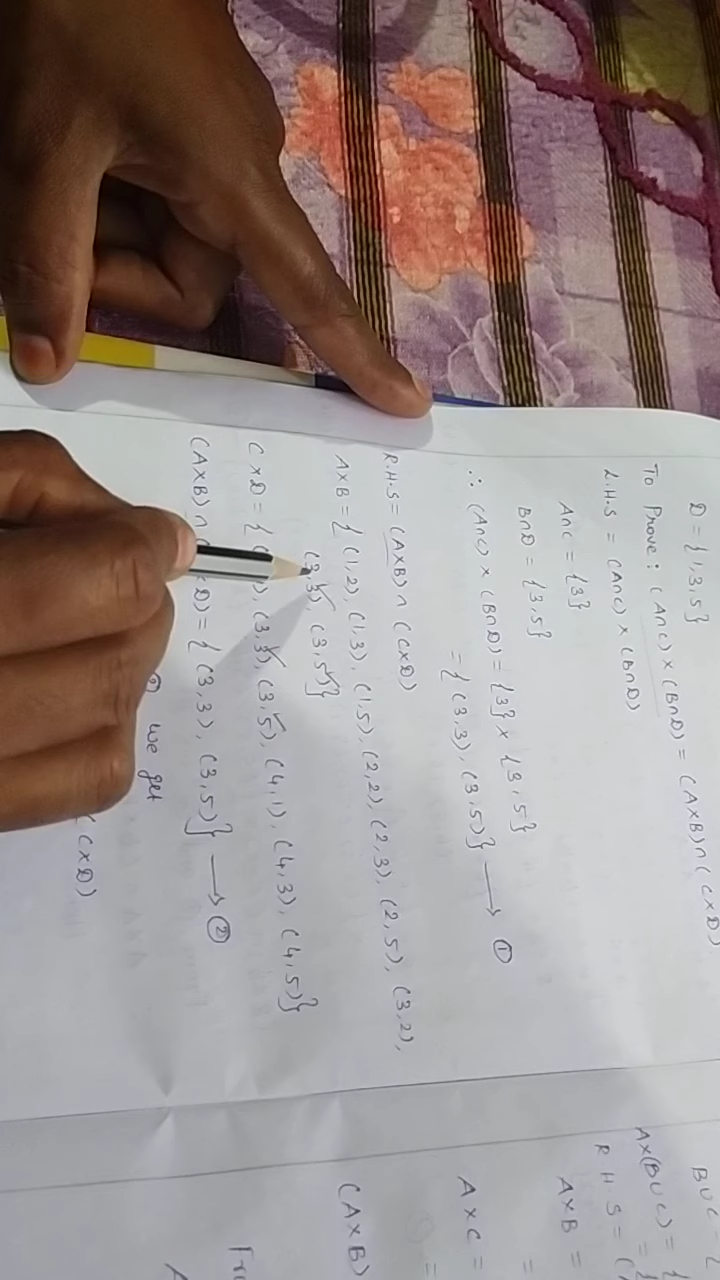 D = {1,3,5}
To Prove : (A∩C) × (B∩D) = (A×B)∩(C×D)
L.H.S = (A∩C) × (B∩D)
A∩C = {3}
B∩D = {3,5}
∴ (A∩C) × (B∩D) = {3} × {3,5}
= {(3,3), (3,5)} → ①
R.H.S = (A×B)∩(C×D)
A×B = {(1,2), (1,3), (1,5), (2,2), (2,3), (2,5), (3,2),
(3,3), (3,5)}
C×D = { (3,3), (3,5), (4,1), (4,3), (4,5)}
(A×B)∩ ×D) = {(3,3), (3,5)} → ②
② we get
(C×D)
B∪C =
A×(B∪C) = {
=
R.H.S = (
A×B =
=
A×C =
=
(A×B)